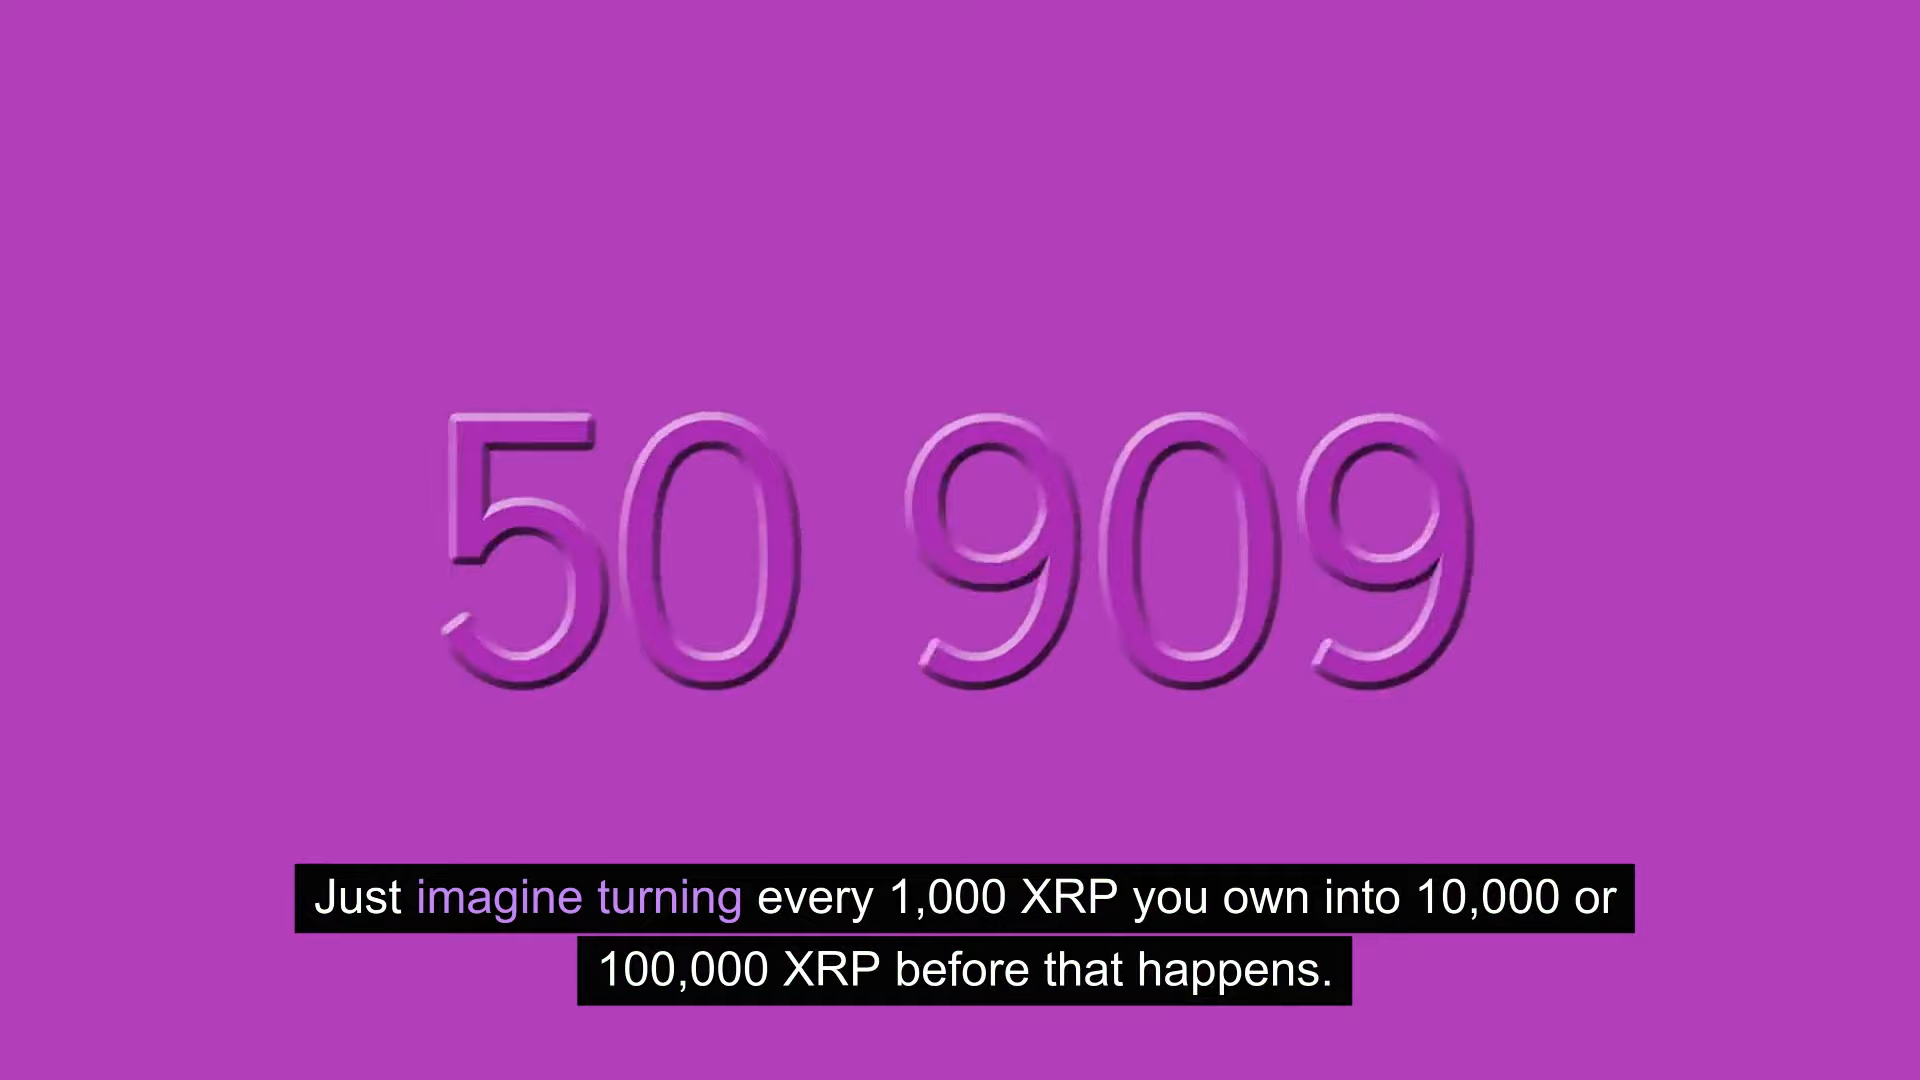 50 909
Just imagine turning every 1,000 XRP you own into 10,000 or
100,000 XRP before that happens.